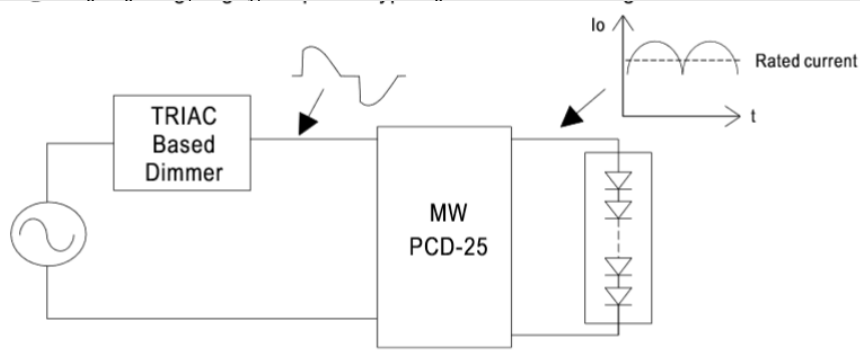 Io
Rated current
t
TRIAC
Based
Dimmer
MW
PCD-25